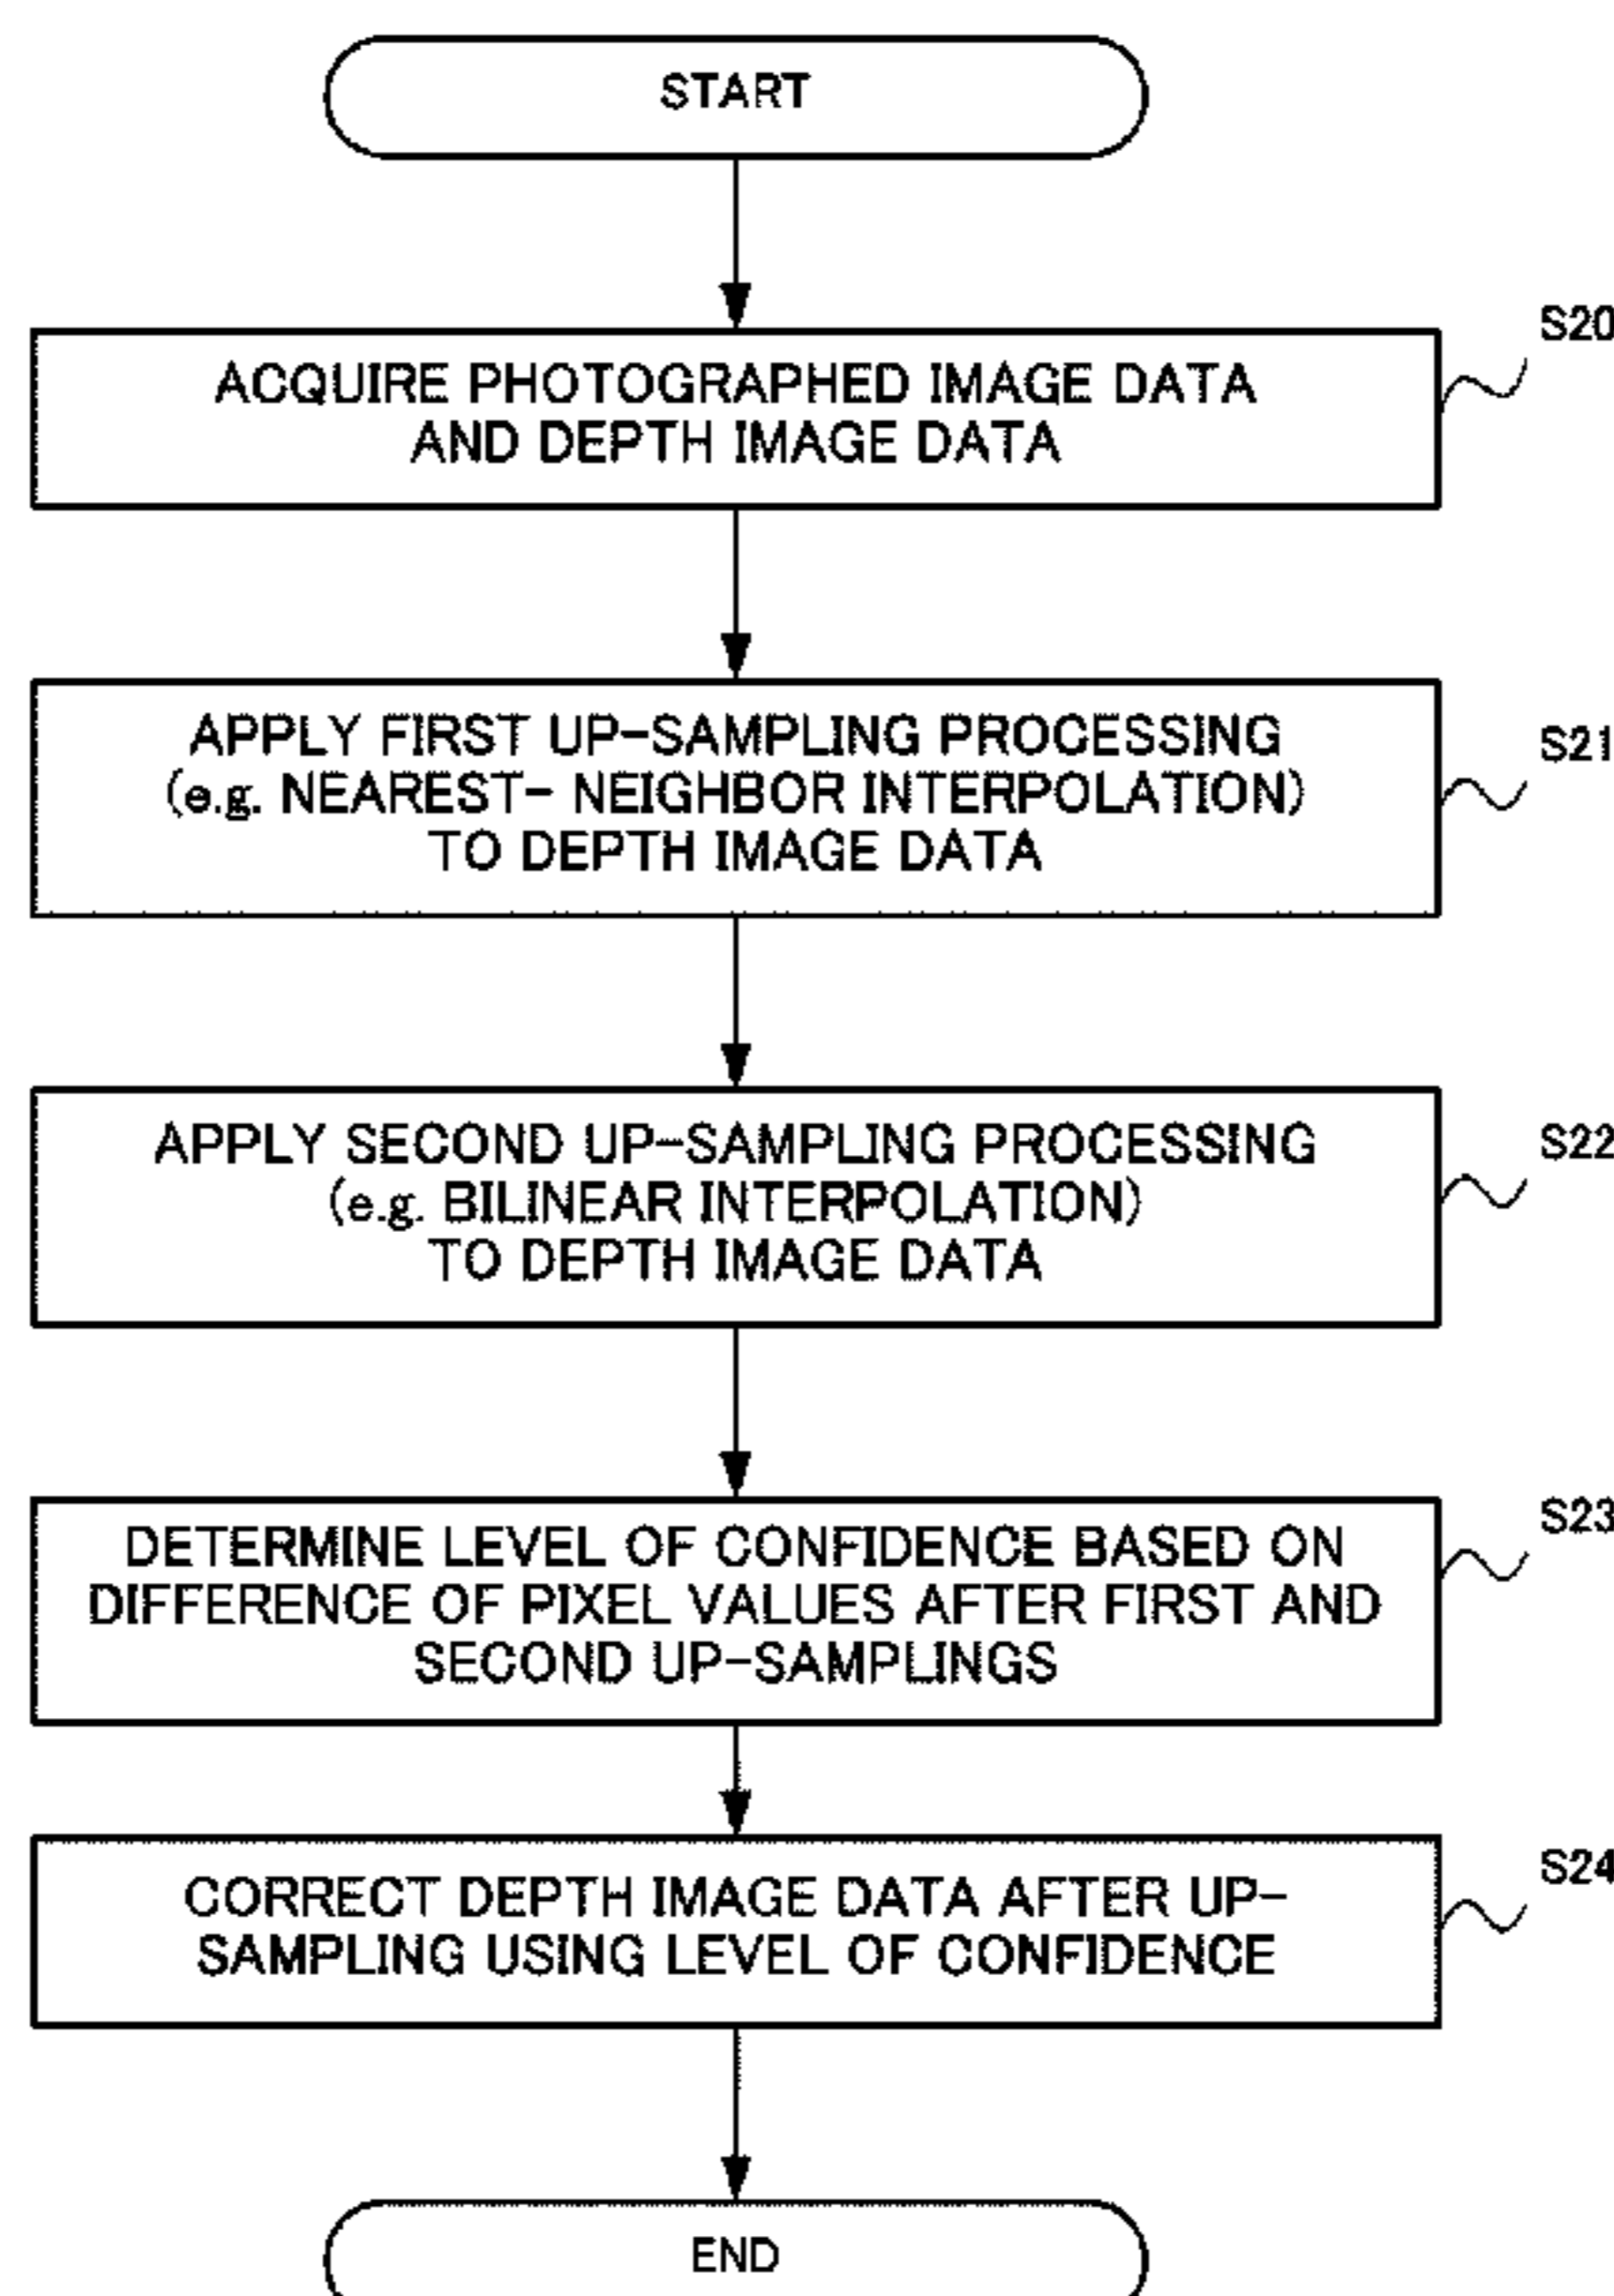 START
S20
ACQUIRE PHOTOGRAPHED IMAGE DATA
AND DEPTH IMAGE DATA
S21
APPLY FIRST UP-SAMPLING PROCESSING
(e.g. NEAREST- NEIGHBOR INTERPOLATION)
TO DEPTH IMAGE DATA
S22
APPLY SECOND UP-SAMPLING PROCESSING
(e.g. BILINEAR INTERPOLATION)
TO DEPTH IMAGE DATA
S23
DETERMINE LEVEL OF CONFIDENCE BASED ON
DIFFERENCE OF PIXEL VALUES AFTER FIRST AND
SECOND UP-SAMPLINGS
S24
CORRECT DEPTH IMAGE DATA AFTER UP-
SAMPLING USING LEVEL OF CONFIDENCE
END